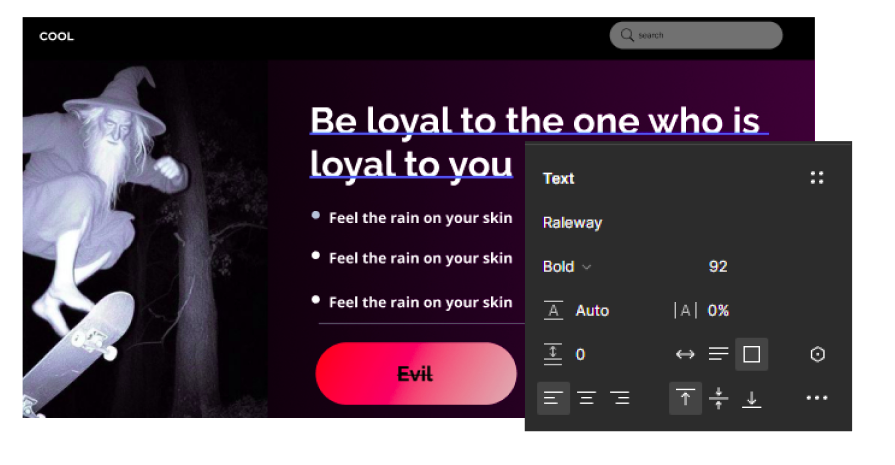 COOL
search
Be loyal to the one who is
loyal to you
Feel the rain on your skin
Feel the rain on your skin
Feel the rain on your skin
Evil
Text
Raleway
Bold 92
A Auto |A| 0%
0